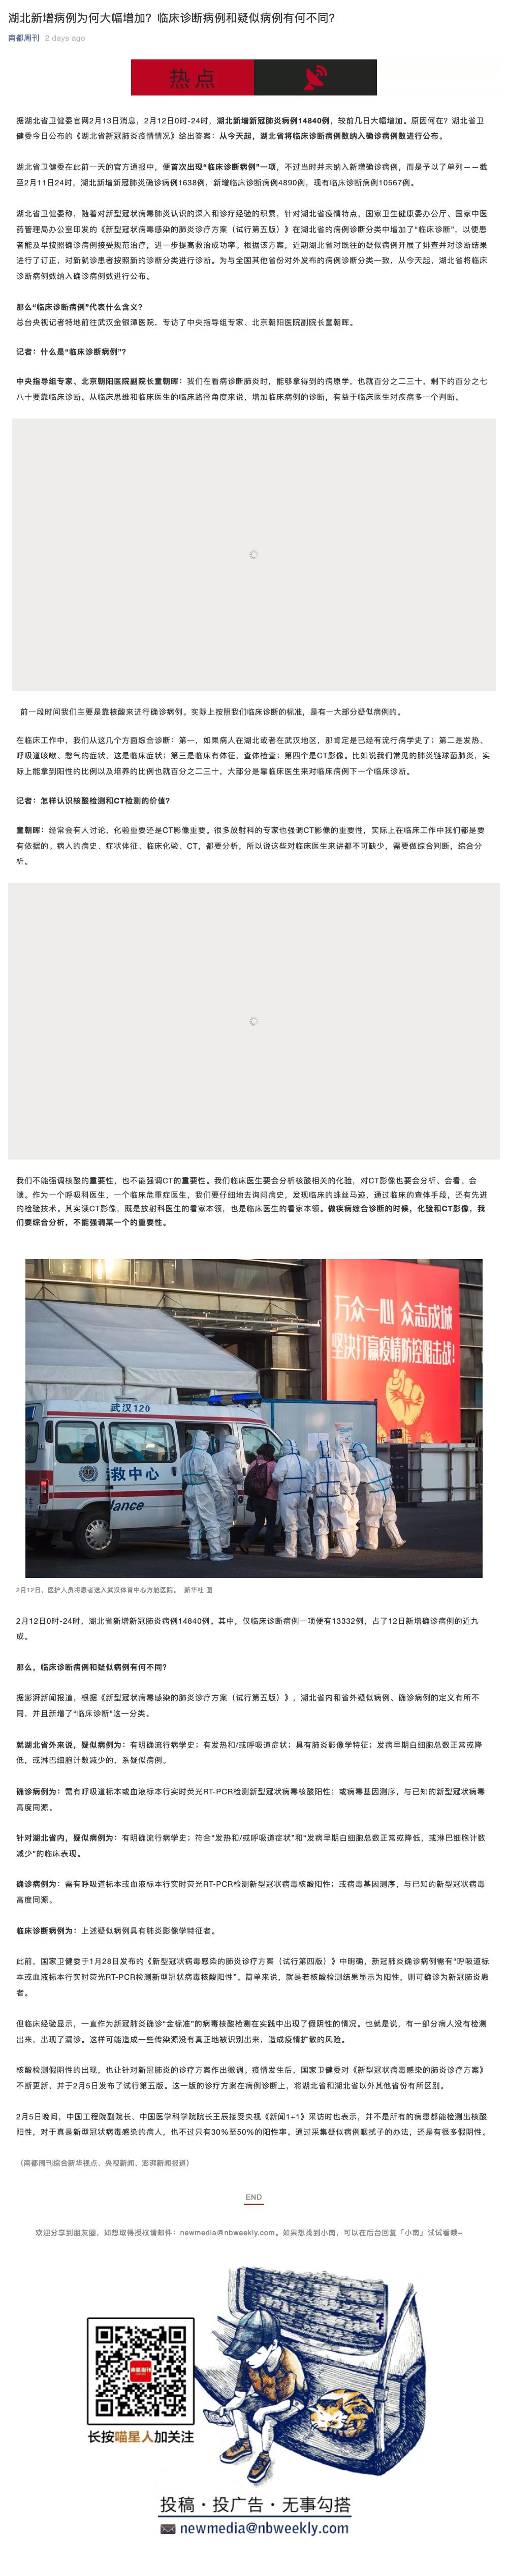 湖北新增病例为何大幅增加？临床诊断病例和疑似病例有何不同？
南都周刊 2 days ago
热点
据湖北省卫健委官网2月13日消息，2月12日0时-24时，湖北新增新冠肺炎病例14840例，较前几日大幅增加。原因何在？湖北省卫
健委今日公布的《湖北省新冠肺炎疫情情况》给出答案：从今天起，湖北省将临床诊断病例数纳入确诊病例数进行公布。
湖北省卫健委在此前一天的官方通报中，便首次出现“临床诊断病例”一项，不过当时并未纳入新增确诊病例，而是予以了单列——截
至2月11日24时，湖北新增新冠肺炎确诊病例1638例，新增临床诊断病例4890例，现有临床诊断病例10567例。
湖北省卫健委称，随着对新型冠状病毒肺炎认识的深入和诊疗经验的积累，针对湖北省疫情特点，国家卫生健康委办公厅、国家中医
药管理局办公室印发的《新型冠状病毒感染的肺炎诊疗方案（试行第五版）》在湖北省的病例诊断分类中增加了“临床诊断”，以便患
者能及早按照确诊病例接受规范治疗，进一步提高救治成功率。根据该方案，近期湖北省对既往的疑似病例开展了排查并对诊断结果
进行了订正，对新就诊患者按照新的诊断分类进行诊断。为与全国其他省份对外发布的病例诊断分类一致，从今天起，湖北省将临床
诊断病例数纳入确诊病例数进行公布。
那么“临床诊断病例”代表什么含义？
总台央视记者特地前往武汉金银潭医院，专访了中央指导组专家、北京朝阳医院副院长童朝晖。
记者：什么是“临床诊断病例”？
中央指导组专家、北京朝阳医院副院长童朝晖：我们在看病诊断肺炎时，能够拿得到的病原学，也就百分之二三十，剩下的百分之七
八十要靠临床诊断。从临床思维和临床医生的临床路径角度来说，增加临床病例的诊断，有益于临床医生对疾病多一个判断。
前一段时间我们主要是靠核酸来进行确诊病例。实际上按照我们临床诊断的标准，是有一大部分疑似病例的。
在临床工作中，我们从这几个方面综合诊断：第一，如果病人在湖北或者在武汉地区，那肯定是已经有流行病学史了；第二是发热、
呼吸道咳嗽、憋气的症状，这是临床症状；第三是临床有体征，查体检查；第四个是CT影像。比如说我们常见的肺炎链球菌肺炎，实
际上能拿到阳性的比例以及培养的比例也就百分之二三十，大部分是靠临床医生来对临床病例下一个临床诊断。
记者：怎样认识核酸检测和CT检测的价值？
童朝晖：经常会有人讨论，化验重要还是CT影像重要。很多放射科的专家也强调CT影像的重要性，实际上在临床工作中我们都是要
有依据的。病人的病史、症状体征、临床化验、CT，都要分析，所以说这些对临床医生来讲都不可缺少，需要做综合判断，综合分
析。
我们不能强调核酸的重要性，也不能强调CT的重要性。我们临床医生要会分析核酸相关的化验，对CT影像也要会分析、会看、会
读。作为一个呼吸科医生，一个临床危重症医生，我们要仔细地去询问病史，发现临床的蛛丝马迹，通过临床的查体手段，还有先进
的检验技术。其实读CT影像，既是放射科医生的看家本领，也是临床医生的看家本领。做疾病综合诊断的时候，化验和CT影像，我
们要综合分析，不能强调某一个的重要性。
万众一心 众志成城
坚决打赢疫情防控阻击战！
武汉120
救中心
2月12日，医护人员将患者送入武汉体育中心方舱医院。 新华社 图
2月12日0时-24时，湖北省新增新冠肺炎病例14840例。其中，仅临床诊断病例一项便有13332例，占了12日新增确诊病例的近九
成。
那么，临床诊断病例和疑似病例有何不同？
据澎湃新闻报道，根据《新型冠状病毒感染的肺炎诊疗方案（试行第五版）》，湖北省内和省外疑似病例、确诊病例的定义有所不
同，并且新增了“临床诊断”这一分类。
就湖北省外来说，疑似病例为：有明确流行病学史；有发热和/或呼吸道症状；具有肺炎影像学特征；发病早期白细胞总数正常或降
低，或淋巴细胞计数减少的，系疑似病例。
确诊病例为：需有呼吸道标本或血液标本行实时荧光RT-PCR检测新型冠状病毒核酸阳性；或病毒基因测序，与已知的新型冠状病毒
高度同源。
针对湖北省内，疑似病例为：有明确流行病学史；符合“发热和/或呼吸道症状”和“发病早期白细胞总数正常或降低，或淋巴细胞计数
减少”的临床表现。
确诊病例为：需有呼吸道标本或血液标本行实时荧光RT-PCR检测新型冠状病毒核酸阳性；或病毒基因测序，与已知的新型冠状病毒
高度同源。
临床诊断病例为：上述疑似病例具有肺炎影像学特征者。
此前，国家卫健委于1月28日发布的《新型冠状病毒感染的肺炎诊疗方案（试行第四版）》中明确，新冠肺炎确诊病例需有“呼吸道标
本或血液标本行实时荧光RT-PCR检测新型冠状病毒核酸阳性”。简单来说，就是若核酸检测结果显示为阳性，则可确诊为新冠肺炎患
者。
但临床经验显示，一直作为新冠肺炎确诊“金标准”的病毒核酸检测在实践中出现了假阴性的情况。也就是说，有一部分病人没有检测
出来，出现了漏诊。这样可能造成一些传染源没有真正地被识别出来，造成疫情扩散的风险。
核酸检测假阴性的出现，也让针对新冠肺炎的诊疗方案作出微调。疫情发生后，国家卫健委对《新型冠状病毒感染的肺炎诊疗方案》
不断更新，并于2月5日发布了试行第五版。这一版的诊疗方案在病例诊断上，将湖北省和湖北省以外其他省份有所区别。
2月5日晚间，中国工程院副院长、中国医学科学院院长王辰接受央视《新闻1+1》采访时也表示，并不是所有的病患都能检测出核酸
阳性，对于真是新型冠状病毒感染的病人，也不过只有30%至50%的阳性率。通过采集疑似病例咽拭子的办法，还是有很多假阴性。
（南都周刊综合新华视点、央视新闻、澎湃新闻报道）
END
欢迎分享到朋友圈，如想取得授权请邮件：newmedia@nbweekly.com。如果想找到小南，可以在后台回复「小南」试试看哦~
南都周刊
长按喵星人加关注
投稿·投广告·无事勾搭
newmedia@nbweekly.com